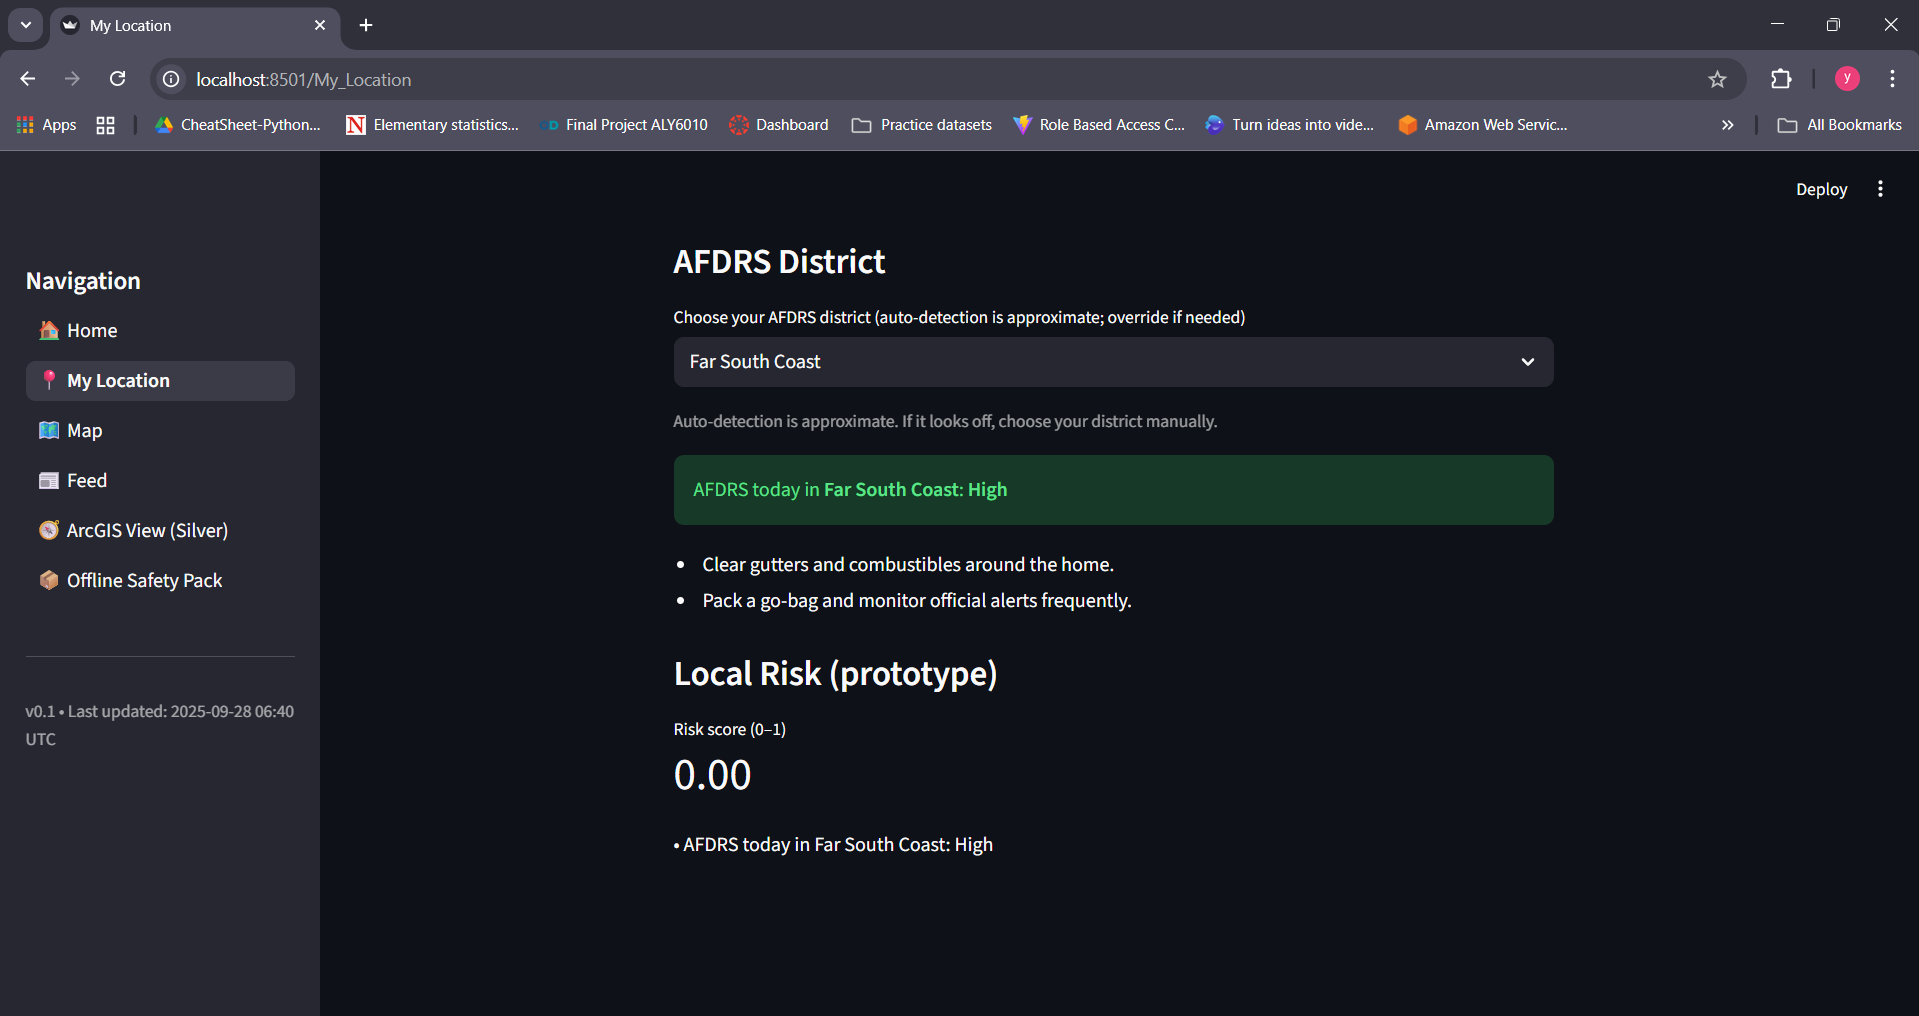 My Location
localhost:8501/My_Location
y
Apps
CheatSheet-Python...
Elementary statistics...
Final Project ALY6010
Dashboard
Practice datasets
Role Based Access C...
Turn ideas into vide...
Amazon Web Servic...
All Bookmarks
Deploy
Navigation
Home
My Location
Map
Feed
ArcGIS View (Silver)
Offline Safety Pack
v0.1 • Last updated: 2025-09-28 06:40
UTC
AFDRS District
Choose your AFDRS district (auto-detection is approximate; override if needed)
Far South Coast
Auto-detection is approximate. If it looks off, choose your district manually.
AFDRS today in Far South Coast: High
• Clear gutters and combustibles around the home.
• Pack a go-bag and monitor official alerts frequently.
Local Risk (prototype)
Risk score (0–1)
0.00
• AFDRS today in Far South Coast: High